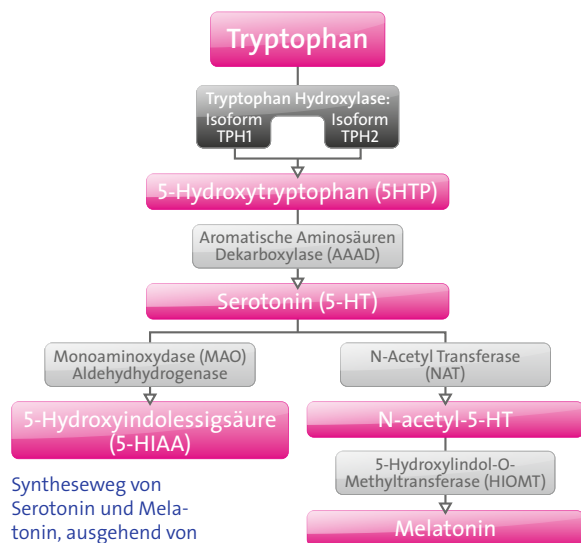 Tryptophan
Tryptophan Hydroxylase:
Isoform
TPH1
Isoform
TPH2
5-Hydroxytryptophan (5HTP)
Aromatische Aminosäuren
Dekarboxylase (AAAD)
Serotonin (5-HT)
Monoaminoxydase (MAO)
Aldehydhydrogenase
N-Acetyl Transferase
(NAT)
5-Hydroxyindolessigsäure
(5-HIAA)
N-acetyl-5-HT
5-Hydroxylindol-O-
Methyltransferase (HIOMT)
Melatonin
Syntheseweg von
Serotonin und Mela-
tonin, ausgehend von